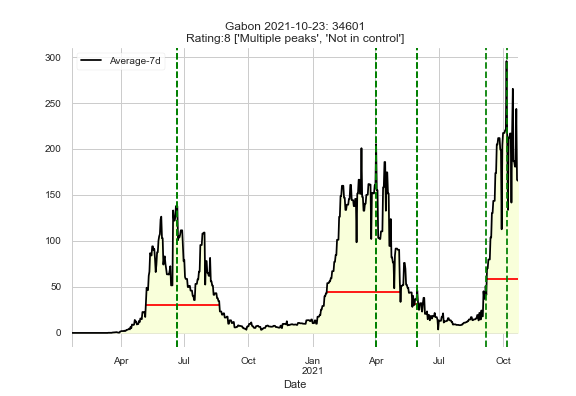 Gabon 2021-10-23: 34601
Rating:8 ['Multiple peaks', 'Not in control']
Average-7d
300
250
200
150
100
50
0
Apr Jul Oct Jan Apr Jul Oct
2021
Date